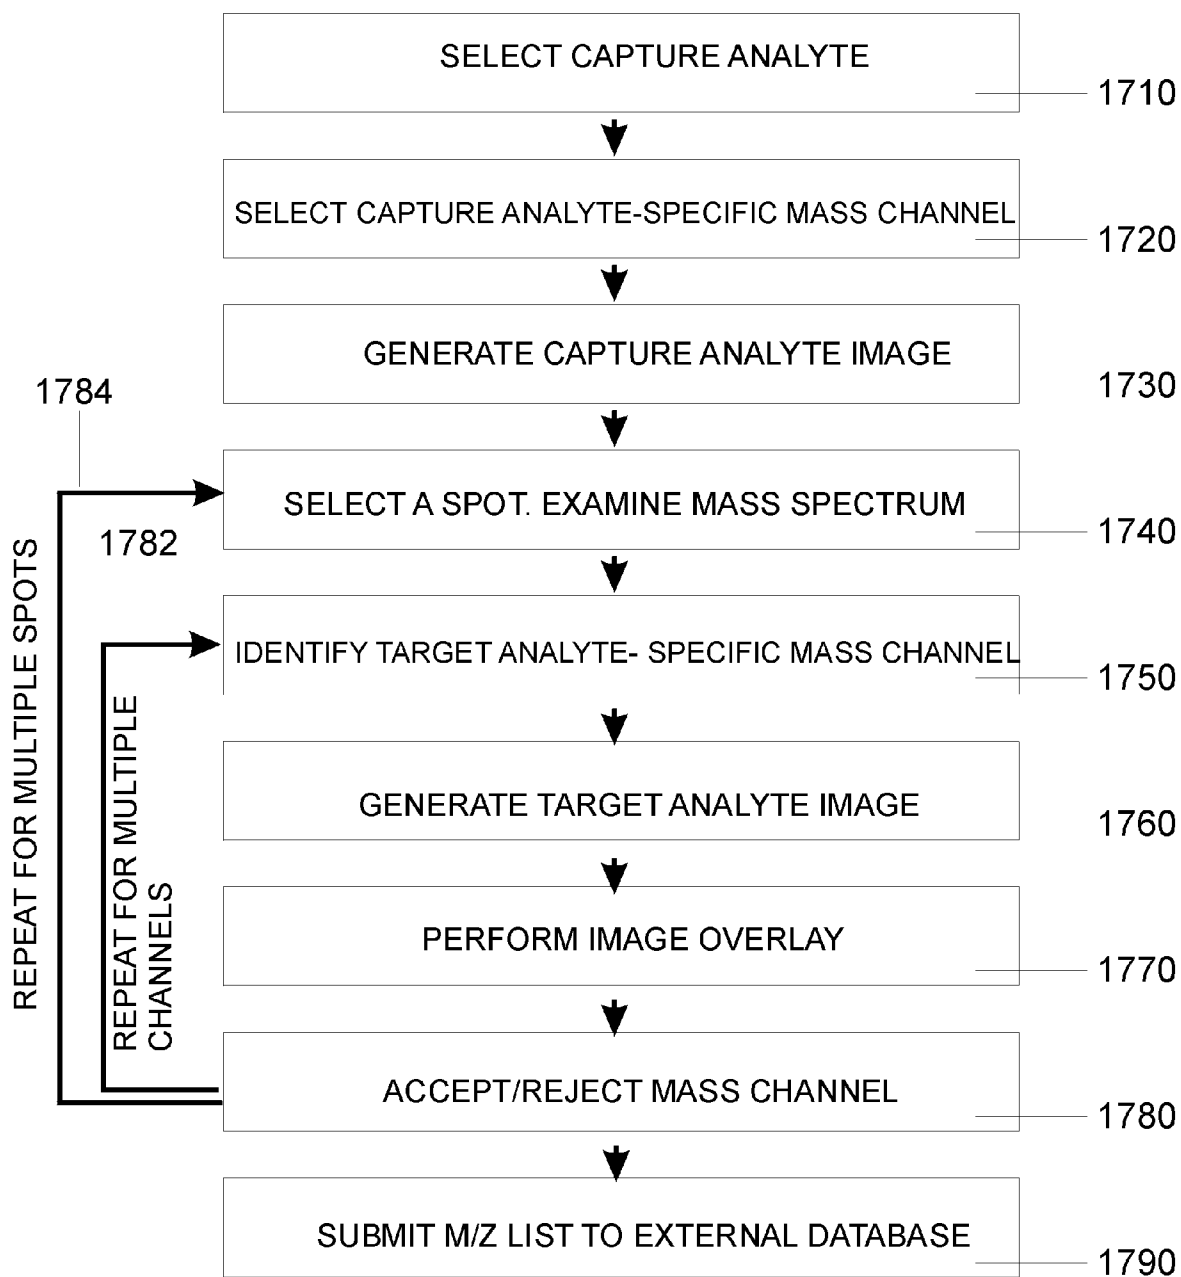 SELECT CAPTURE ANALYTE
1710
SELECT CAPTURE ANALYTE-SPECIFIC MASS CHANNEL
1720
GENERATE CAPTURE ANALYTE IMAGE
1730
1784
SELECT A SPOT. EXAMINE MASS SPECTRUM
1740
1782
IDENTIFY TARGET ANALYTE- SPECIFIC MASS CHANNEL
1750
REPEAT FOR MULTIPLE SPOTS
REPEAT FOR MULTIPLE
CHANNELS
GENERATE TARGET ANALYTE IMAGE
1760
PERFORM IMAGE OVERLAY
1770
ACCEPT/REJECT MASS CHANNEL
1780
SUBMIT M/Z LIST TO EXTERNAL DATABASE
1790